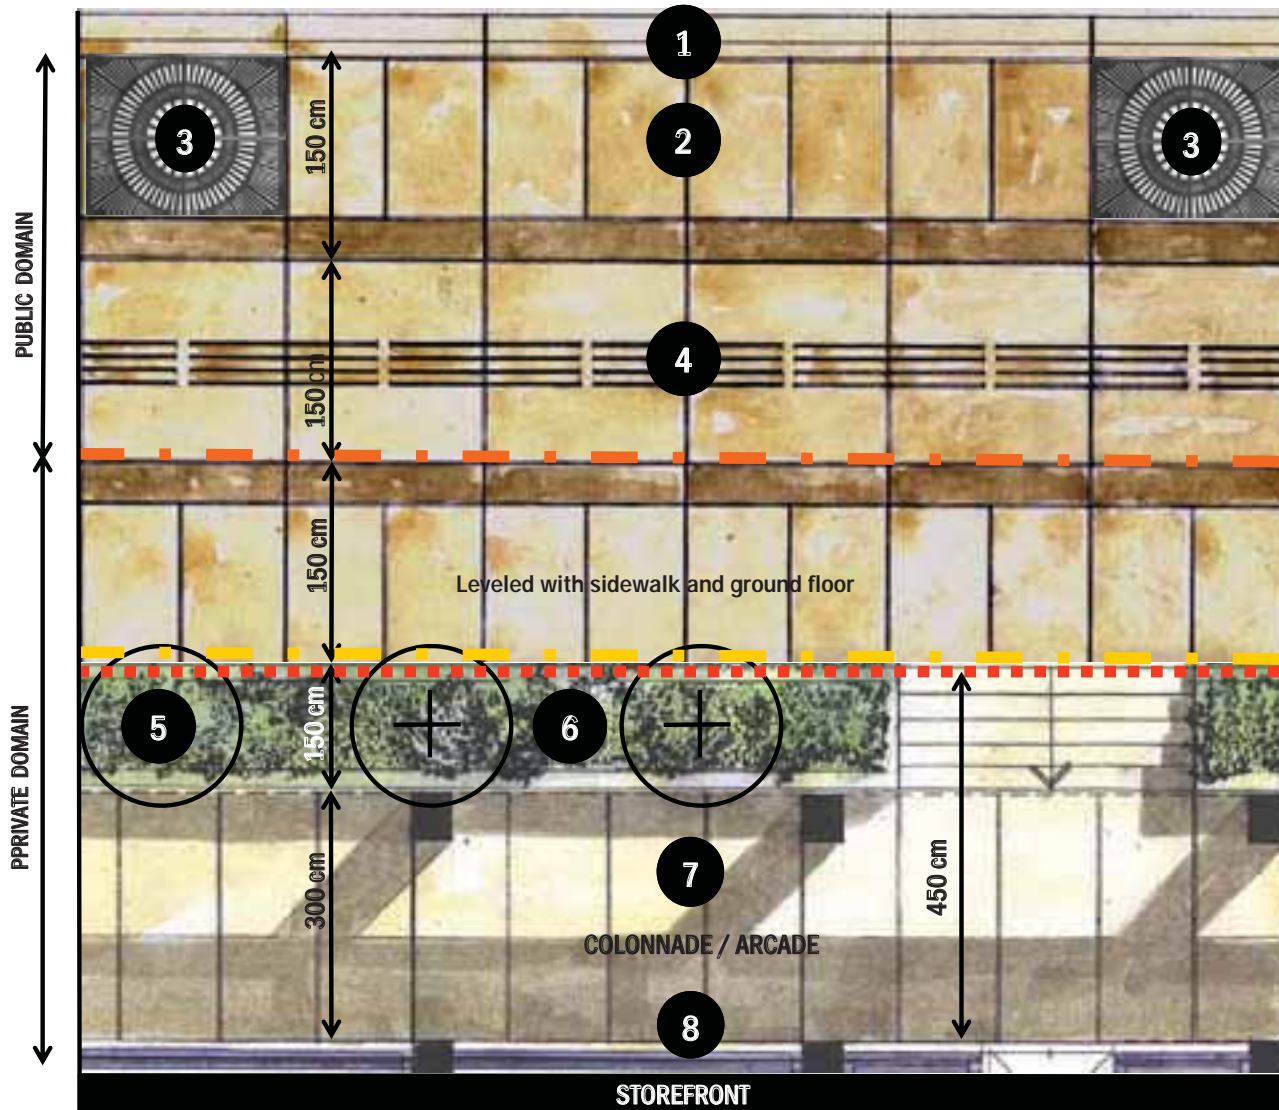 1
2
3
3
150 cm
PUBLIC DOMAIN
4
150 cm
150 cm
Leveled with sidewalk and ground floor
5
6
150 cm
PPRIVATE DOMAIN
7
300 cm
450 cm
COLONNADE / ARCADE
8
STOREFRONT